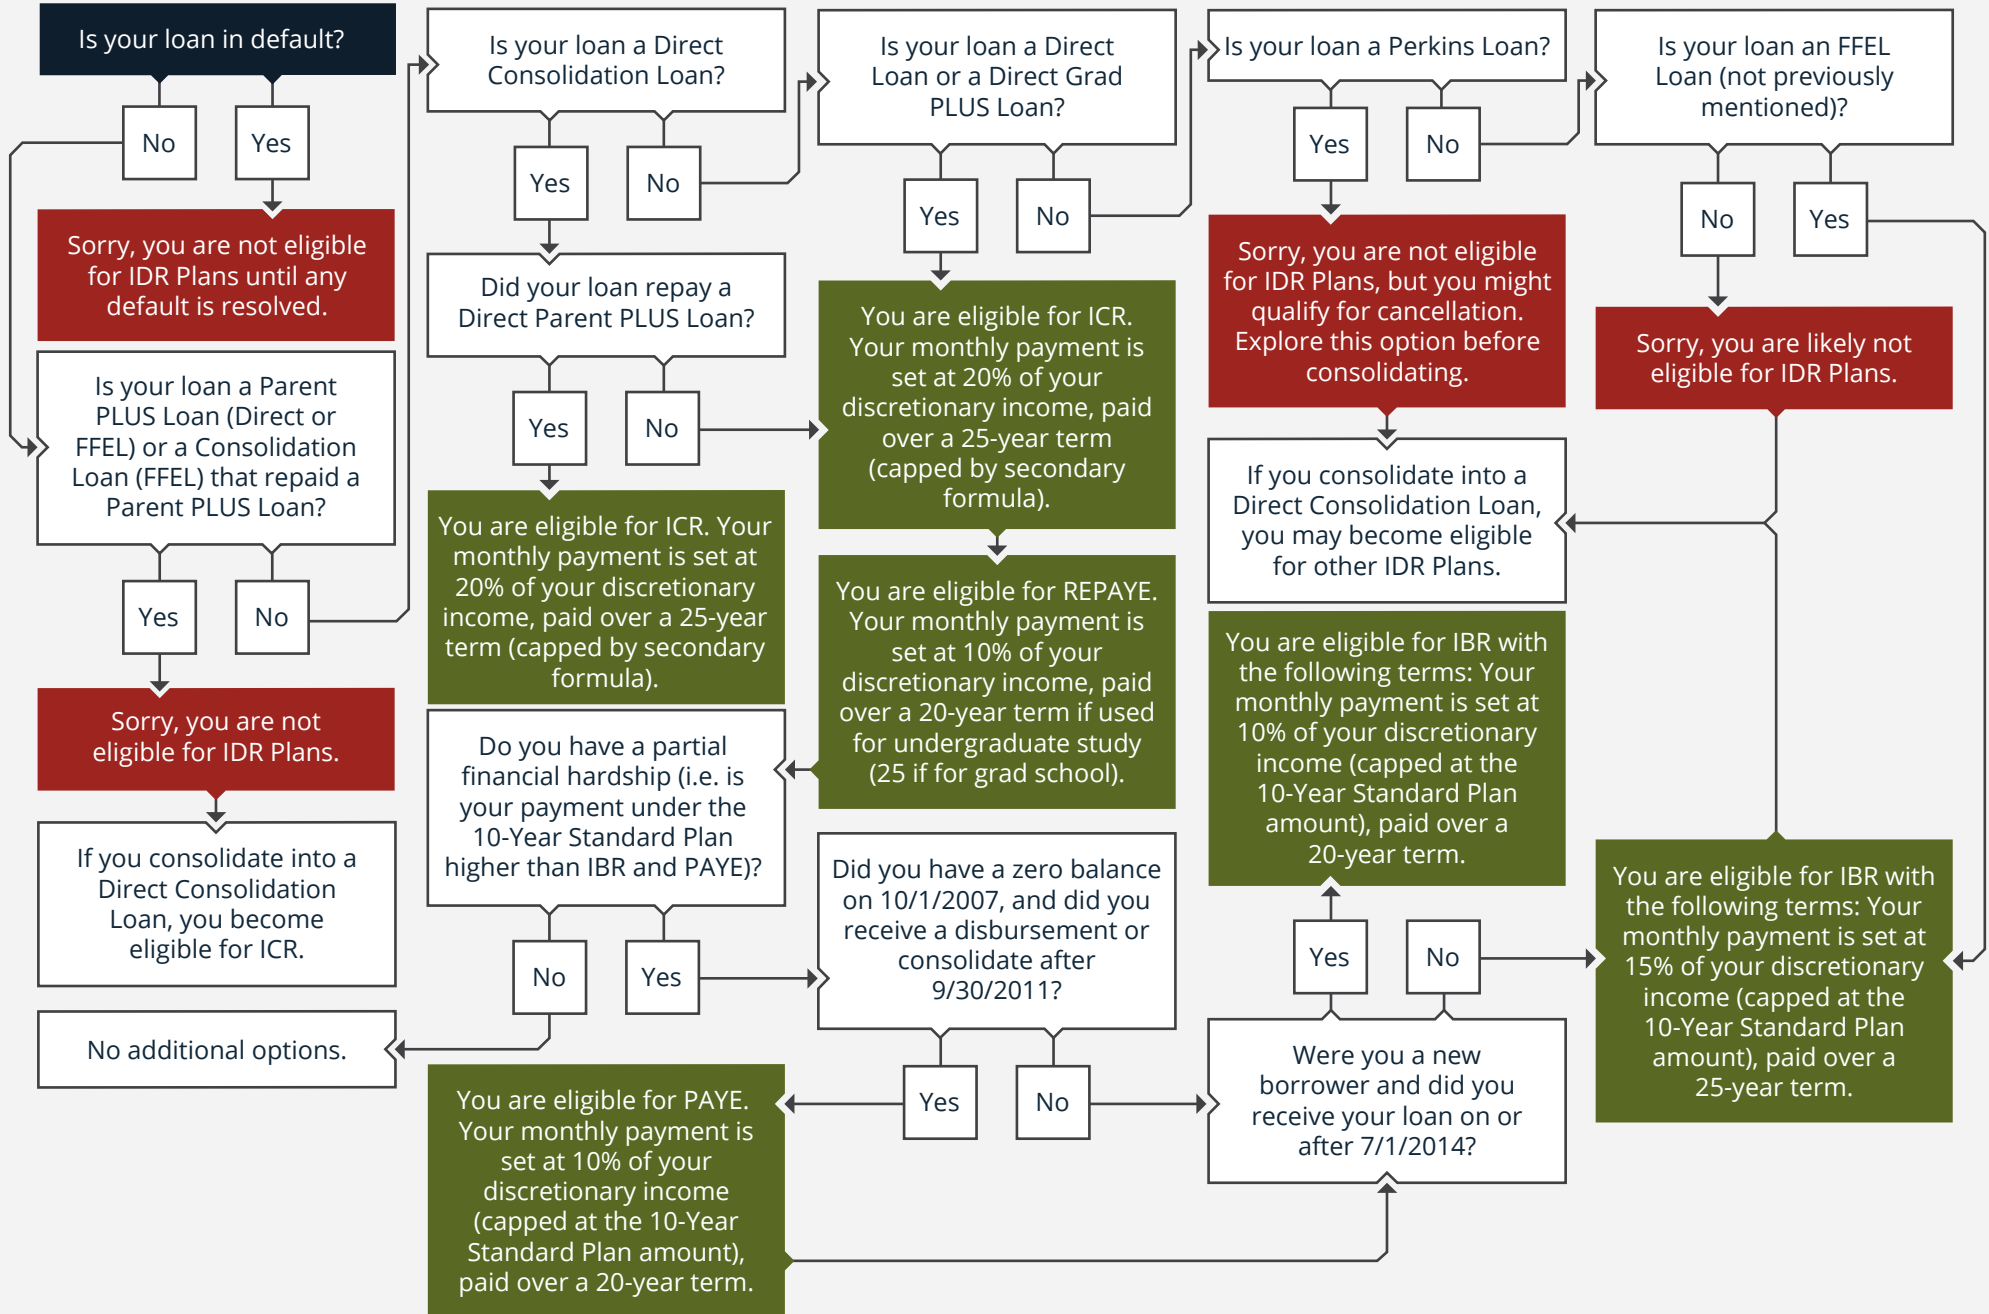 Is your loan in default?
No
Yes
Sorry, you are not eligible
for IDR Plans until any
default is resolved.
Is your loan a Parent
PLUS Loan (Direct or
FFEL) or a Consolidation
Loan (FFEL) that repaid a
Parent PLUS Loan?
Yes
No
Sorry, you are not
eligible for IDR Plans.
If you consolidate into a
Direct Consolidation
Loan, you become
eligible for ICR.
No additional options.
Is your loan a Direct
Consolidation Loan?
Yes
No
Did your loan repay a
Direct Parent PLUS Loan?
Yes
No
You are eligible for ICR. Your
monthly payment is set at
20% of your discretionary
income, paid over a 25-year
term (capped by secondary
formula).
Do you have a partial
financial hardship (i.e. is
your payment under the
10-Year Standard Plan
higher than IBR and PAYE)?
No
Yes
You are eligible for PAYE.
Your monthly payment is
set at 10% of your
discretionary income
(capped at the 10-Year
Standard Plan amount),
paid over a 20-year term.
Is your loan a Direct
Loan or a Direct Grad
PLUS Loan?
Yes
No
You are eligible for ICR.
Your monthly payment is
set at 20% of your
discretionary income, paid
over a 25-year term
(capped by secondary
formula).
You are eligible for REPAYE.
Your monthly payment is
set at 10% of your
discretionary income, paid
over a 20-year term if used
for undergraduate study
(25 if for grad school).
Did you have a zero balance
on 10/1/2007, and did you
receive a disbursement or
consolidate after
9/30/2011?
Yes
No
Is your loan a Perkins Loan?
Yes
No
Sorry, you are not eligible
for IDR Plans, but you might
qualify for cancellation.
Explore this option before
consolidating.
If you consolidate into a
Direct Consolidation Loan,
you may become eligible
for other IDR Plans.
You are eligible for IBR with
the following terms: Your
monthly payment is set at
10% of your discretionary
income (capped at the
10-Year Standard Plan
amount), paid over a
20-year term.
Yes
No
Were you a new
borrower and did you
receive your loan on or
after 7/1/2014?
Is your loan an FFEL
Loan (not previously
mentioned)?
No
Yes
Sorry, you are likely not
eligible for IDR Plans.
You are eligible for IBR with
the following terms: Your
monthly payment is set at
15% of your discretionary
income (capped at the
10-Year Standard Plan
amount), paid over a
25-year term.